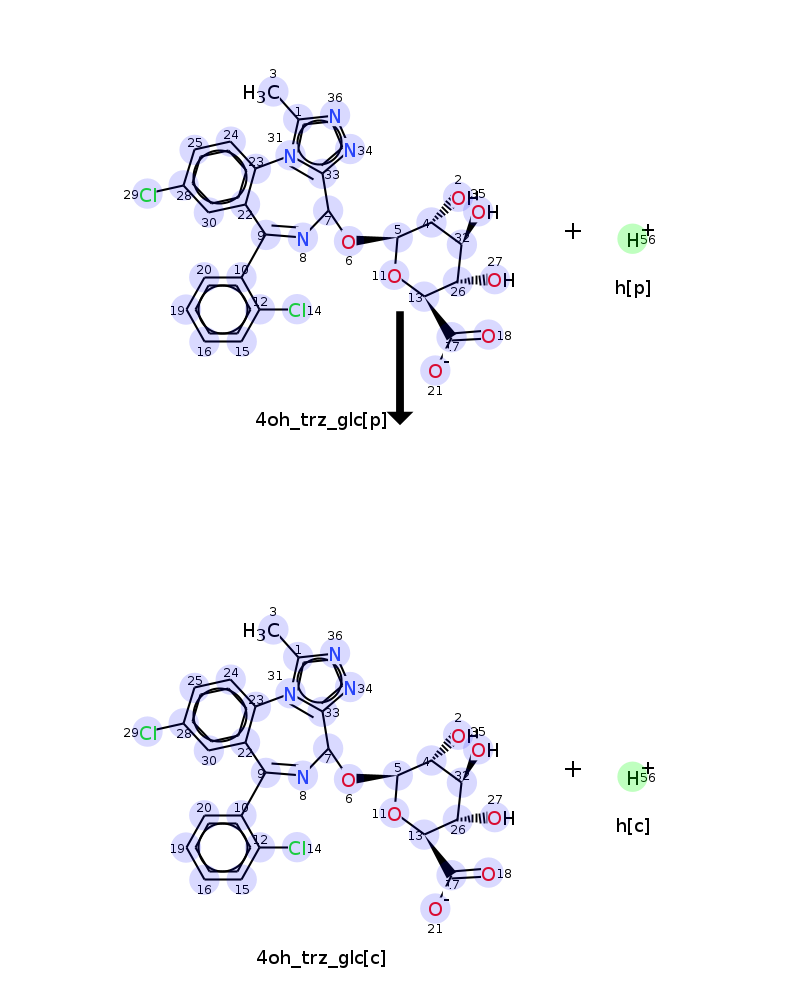 3
H3C
36
1
N
24
31
25
N
N
34
23
33
28
29
Cl
2
30
22
OH
35
OH
7
5
4
9
N
8
O
6
32
+
H+
56
20
10
11
O
27
OH
h[p]
13
26
19
12
Cl
14
16
15
17
O
18
O-
21
4oh_trz_glc[p]
3
H3C
36
1
N
24
31
25
N
N
34
23
33
28
29
Cl
2
30
22
OH
35
OH
7
5
4
9
N
8
O
6
32
+
H+
56
20
10
11
O
27
OH
h[c]
13
26
19
12
Cl
14
16
15
17
O
18
O-
21
4oh_trz_glc[c]